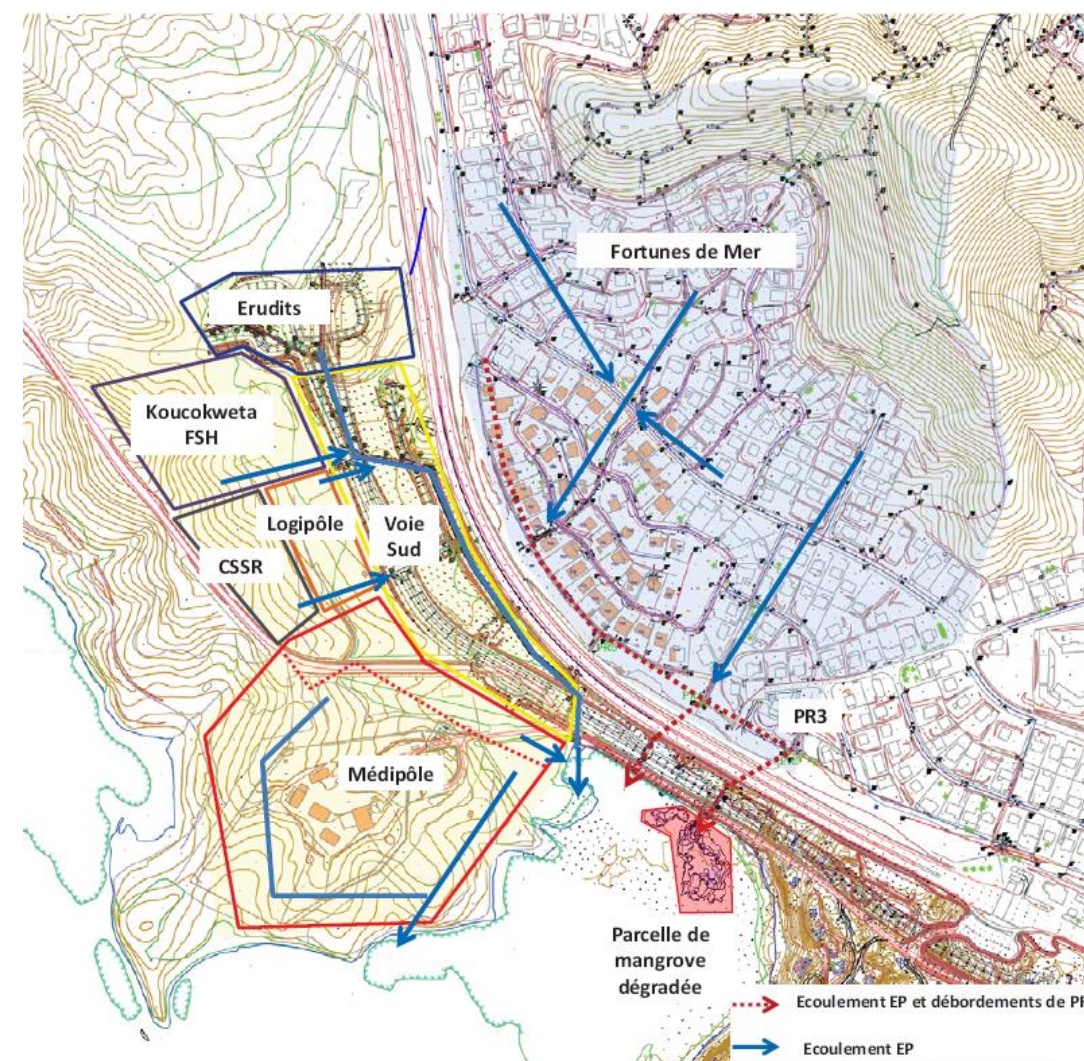 Fortunes de Mer
Erudits
Koucokweta
FSH
Logipôle
Voie
Sud
CSSR
PR3
Médipôle
Parcelle de
mangrove
dégradée
Ecoulement EP et débordements de PR
Ecoulement EP